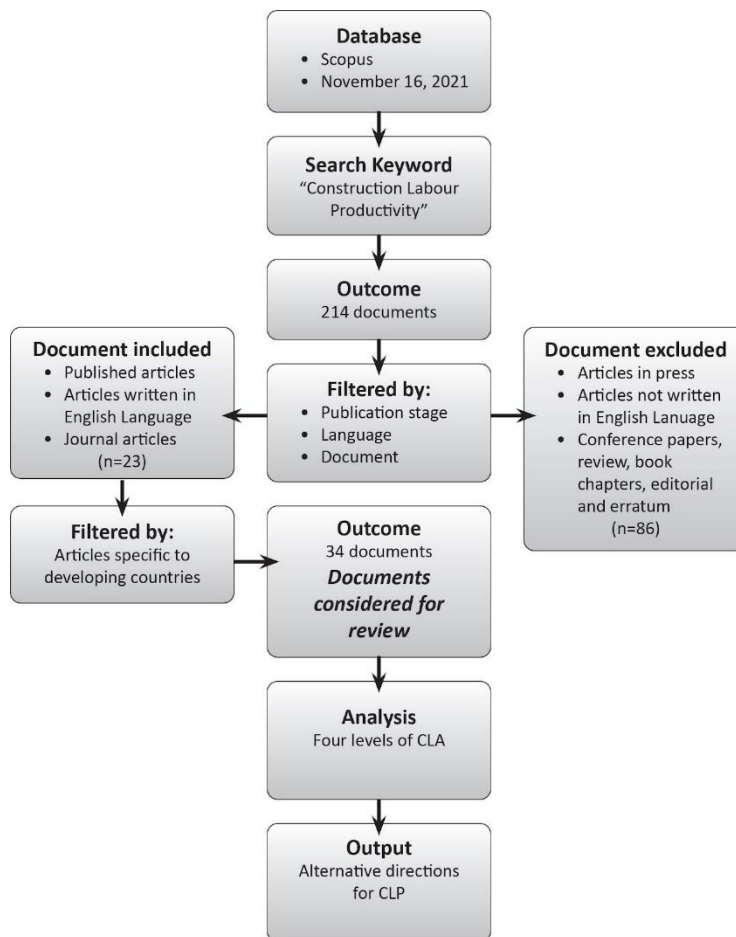 Database
• Scopus
• November 16, 2021
Search Keyword
“Construction Labour
Productivity”
Outcome
214 documents
Document included
• Published articles
• Articles written in
English Language
• Journal articles
(n=23)
Filtered by:
• Publication stage
• Language
• Document
Document excluded
• Articles in press
• Articles not written
in English Lanuage
• Conference papers,
review, book
chapters, editorial
and erratum
(n=86)
Filtered by:
Articles specific to
developing countries
Outcome
34 documents
Documents
considered for
review
Analysis
Four levels of CLA
Output
Alternative directions
for CLP